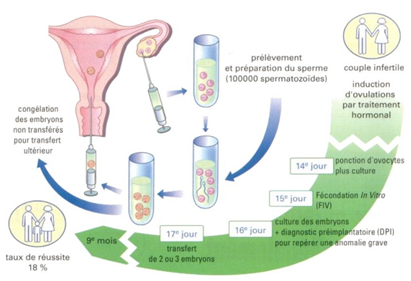 prélèvement
et préparation du sperme
(100000 spermatozoïdes)
couple infertile
induction
d'ovulations
par traitement
hormonal
congélation
des embryons
non transférés
pour transfert
ultérieur
14e jour
ponction d'ovocytes
plus culture
15e jour
Fécondation In Vitro
(FIV)
16e jour
culture des embryons
+ diagnostic préimplantatoire (DPI)
pour repérer une anomalie grave
17e jour
transfert
de 2 ou 3 embryons
9e mois
taux de réussite
18 %